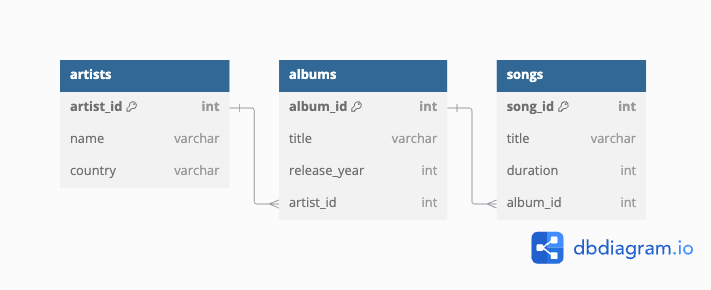 artists
artist_id int
name varchar
country varchar
albums
album_id int
title varchar
release_year int
artist_id int
songs
song_id int
title varchar
duration int
album_id int
dbdiagram.io